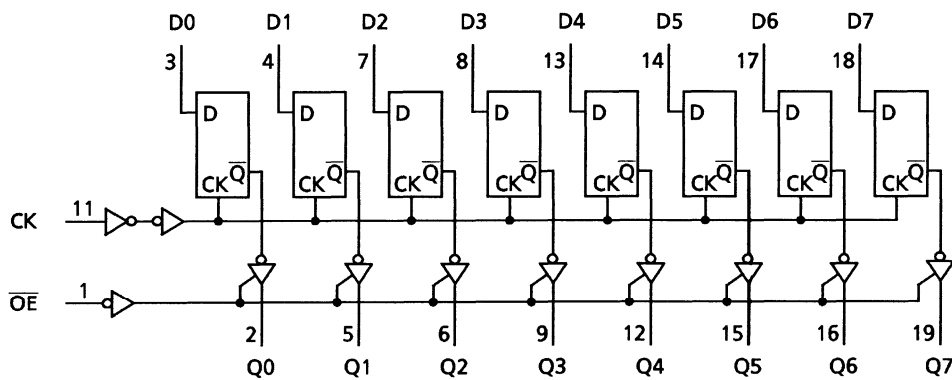 D0 D1 D2 D3 D4 D5 D6 D7
3 4 7 8 13 14 17 18
D D D D D D D D
Q̅ Q̅ Q̅ Q̅ Q̅ Q̅ Q̅ Q̅
CK CK CK CK CK CK CK CK
CK 11
O̅E̅ 1
2 5 6 9 12 15 16 19
Q0 Q1 Q2 Q3 Q4 Q5 Q6 Q7